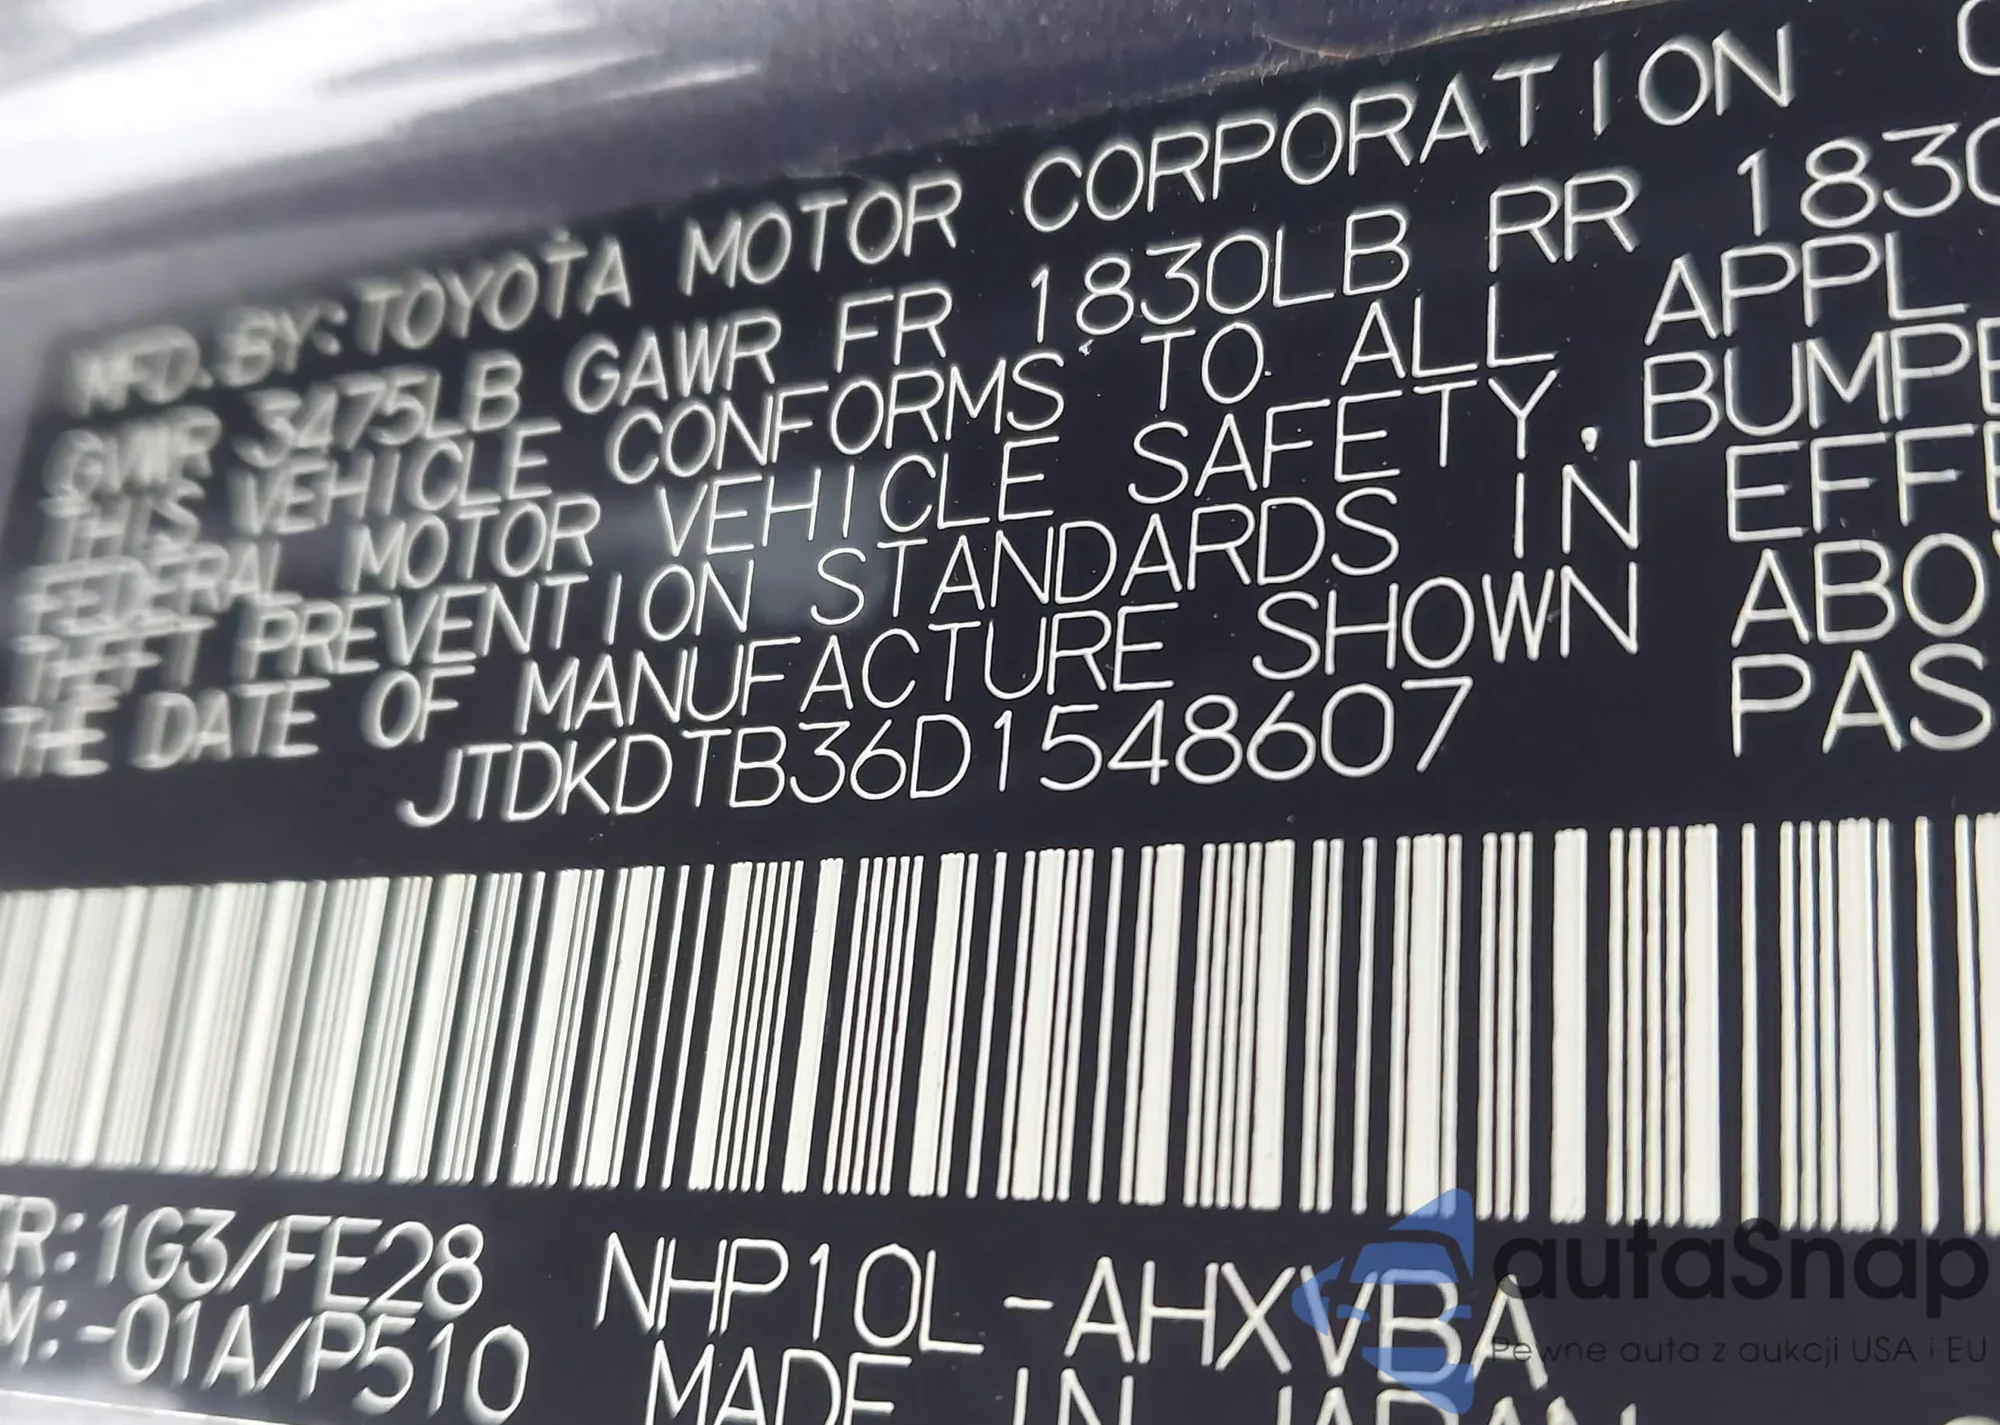 MFD.BY:TOYOTA MOTOR CORPORATION
GVWR 3475LB GAWR FR 1830LB RR 1830
THIS VEHICLE CONFORMS TO ALL APPL
FEDERAL MOTOR VEHICLE SAFETY, BUMPE
THEFT PREVENTION STANDARDS IN EFFE
THE DATE OF MANUFACTURE SHOWN ABOV
JTDKDTB36D1548607 PAS
TR:1G3/FE28 NHP10L-AHXVBA
M:-01A/P510 MADE IN JAPAN
autaSnap
Pewne auta z aukcji USA i EU